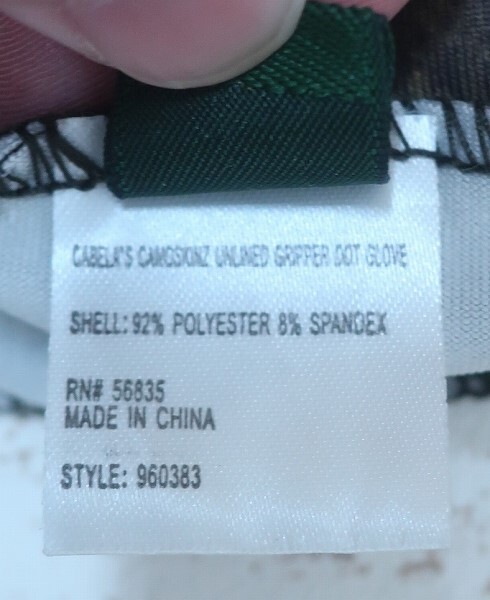 CABELA'S CAMOSKINZ UNLINED GRIPPER DOT GLOVE
SHELL: 92% POLYESTER 8% SPANDEX
RN# 56835
MADE IN CHINA
STYLE: 960383